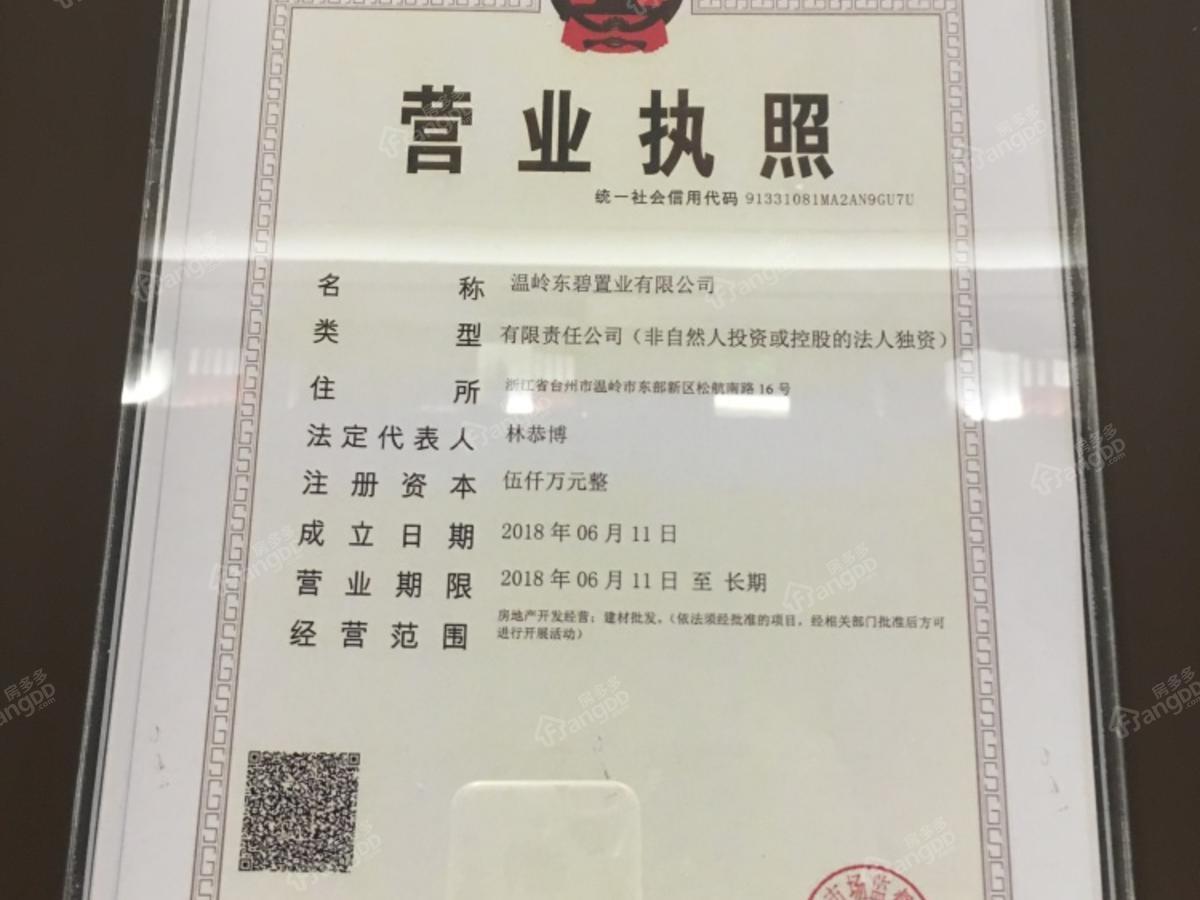 营业执照
统一社会信用代码 91331081MA2AN9GU7U
名称 温岭东碧置业有限公司
类型 有限责任公司（非自然人投资或控股的法人独资）
住所 浙江省台州市温岭市东部新区松航南路16号
法定代表人 林恭博
注册资本 伍仟万元整
成立日期 2018年06月11日
营业期限 2018年06月11日 至 长期
经营范围 房地产开发经营；建材批发。（依法须经批准的项目，经相关部门批准后方可
进行开展活动）
市场监督
房多多
FangDD.com